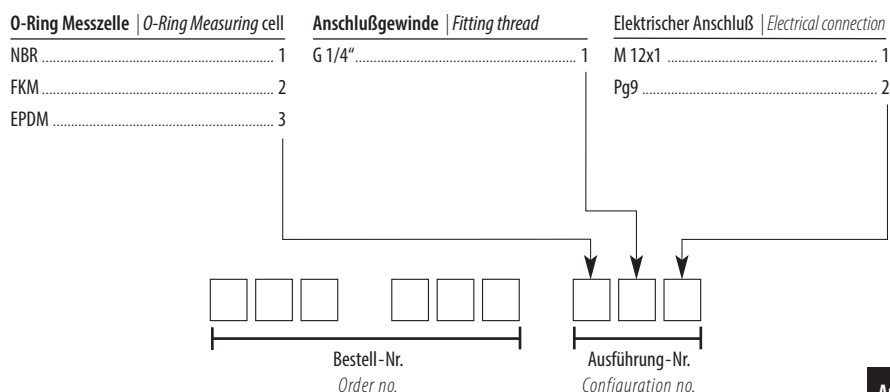 O-Ring Messzelle | O-Ring Measuring cell
NBR ........................................................................ 1
FKM ........................................................................ 2
EPDM ...................................................................... 3
Anschlußgewinde | Fitting thread
G 1/4“...................................................................... 1
Elektrischer Anschluß | Electrical connection
M 12x1 .................................................................... 1
Pg9 .......................................................................... 2
Bestell-Nr.
Order no.
Ausführung-Nr.
Configuration no.